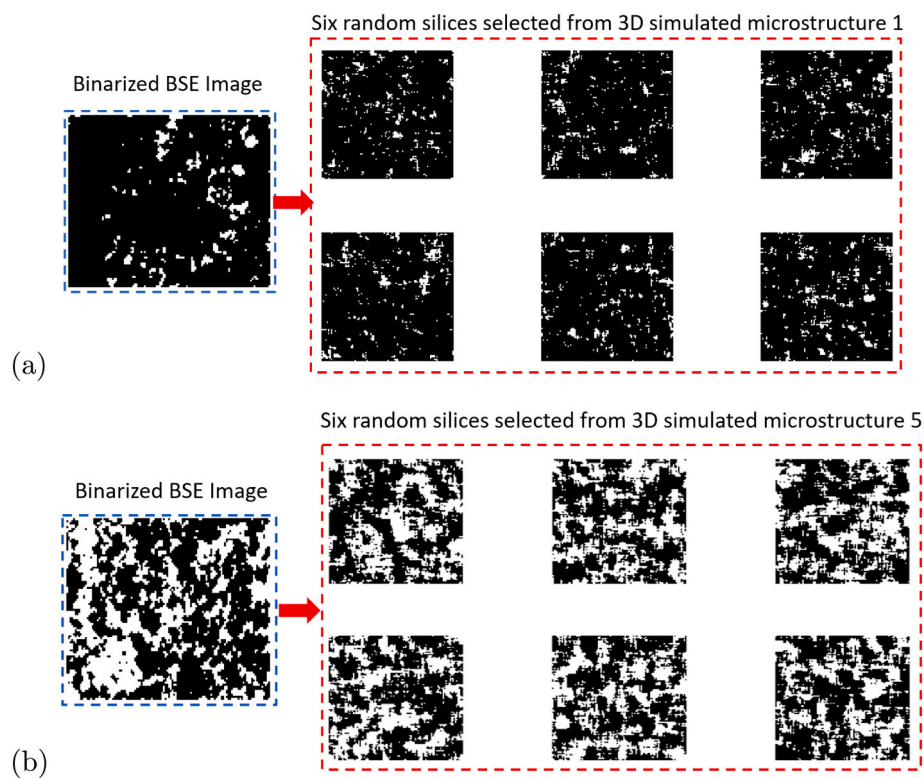 Six random silices selected from 3D simulated microstructure 1
Binarized BSE Image
(a)
Six random silices selected from 3D simulated microstructure 5
Binarized BSE Image
(b)